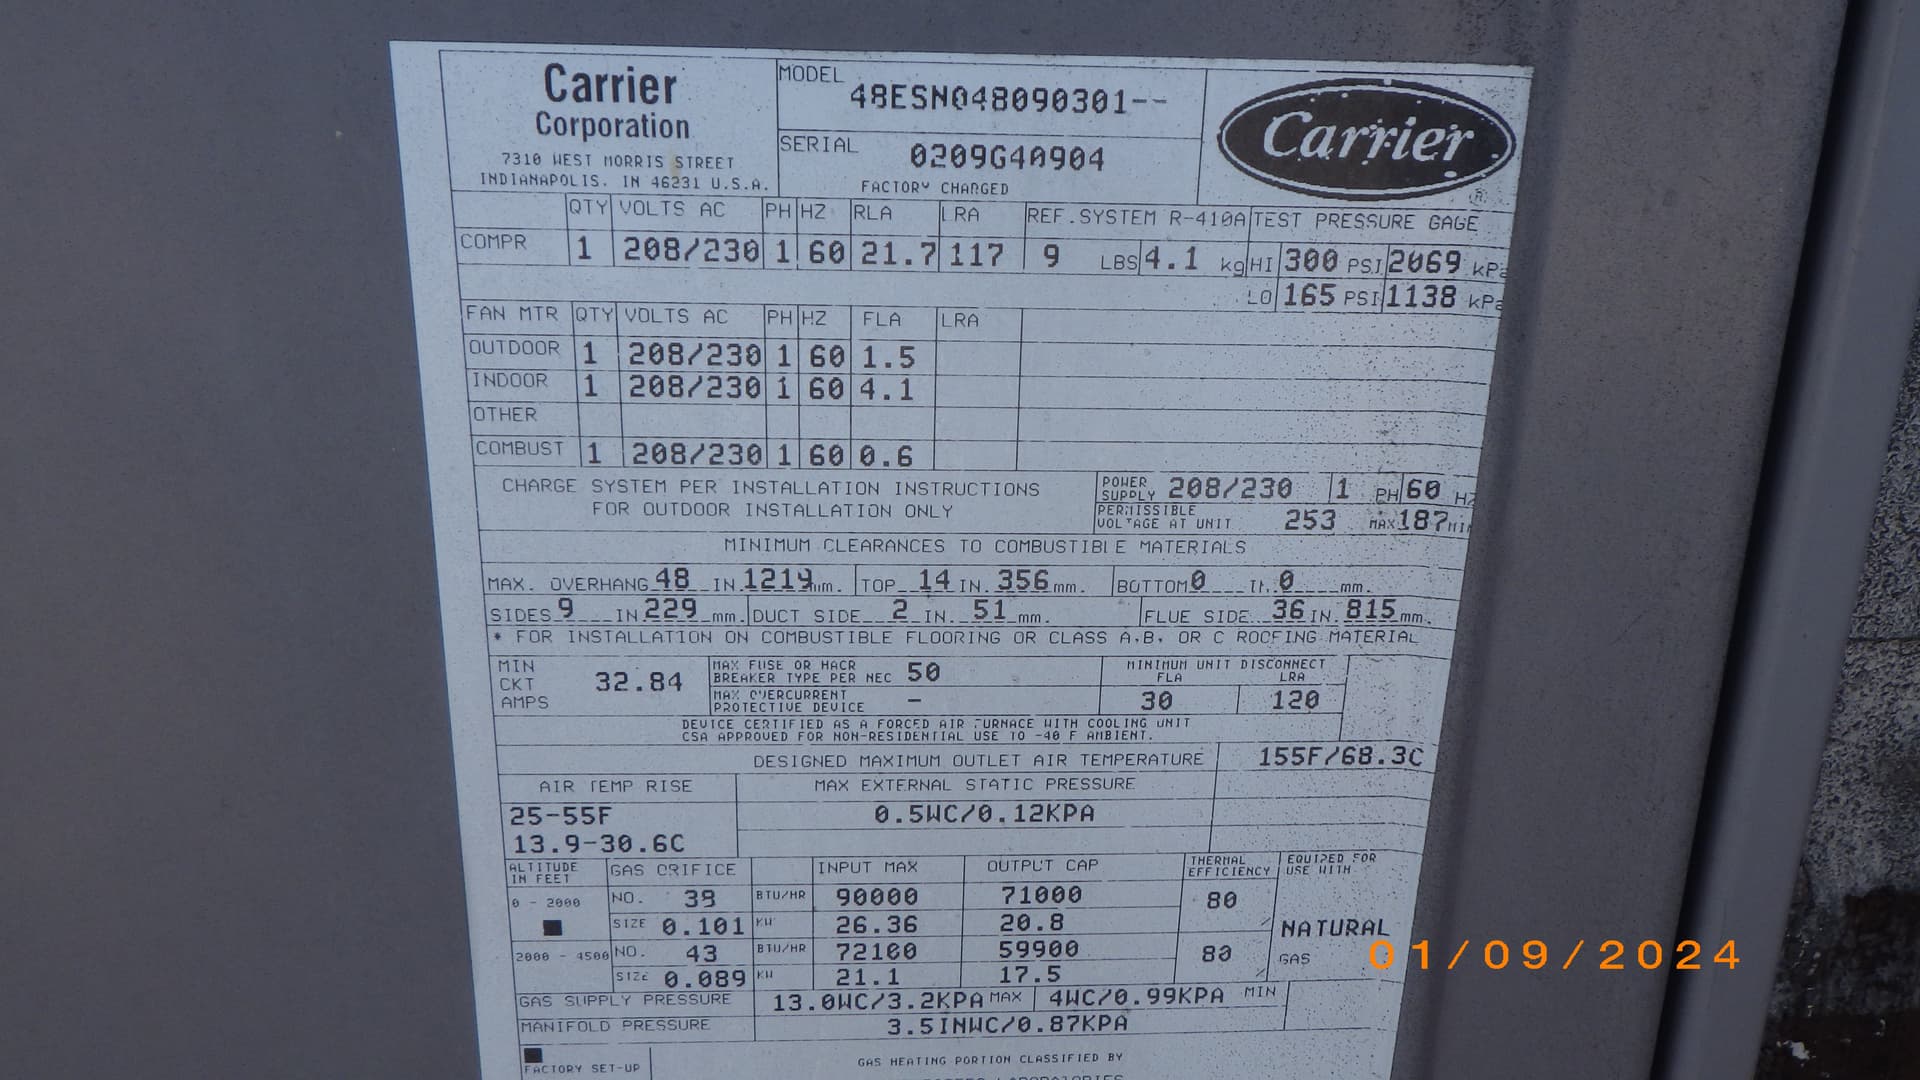 Carrier
Corporation
7310 WEST MORRIS STREET
INDIANAPOLIS. IN 46231 U.S.A.
MODEL 48ESN048090301--
SERIAL 0209G40904
FACTORY CHARGED
Carrier
®
QTY VOLTS AC PH HZ RLA LRA REF.SYSTEM R-410A TEST PRESSURE GAGE
COMPR 1 208/230 1 60 21.7 117 9 LBS 4.1 kg HI 300 PSI 2069 kPa
LO 165 PSI 1138 kPa
FAN MTR QTY VOLTS AC PH HZ FLA LRA
OUTDOOR 1 208/230 1 60 1.5
INDOOR 1 208/230 1 60 4.1
OTHER
COMBUST 1 208/230 1 60 0.6
CHARGE SYSTEM PER INSTALLATION INSTRUCTIONS
FOR OUTDOOR INSTALLATION ONLY
POWER SUPPLY 208/230 1 PH 60 HZ
PERMISSIBLE VOLTAGE AT UNIT 253 MAX 187 MIN
MINIMUM CLEARANCES TO COMBUSTIBLE MATERIALS
MAX. OVERHANG 48 IN. 1219 mm. TOP 14 IN. 356 mm. BOTTOM 0 In. 0 mm.
SIDES 9 IN 229 mm. DUCT SIDE 2 IN. 51 mm. FLUE SIDE 36 IN. 815 mm.
* FOR INSTALLATION ON COMBUSTIBLE FLOORING OR CLASS A,B, OR C ROOFING MATERIAL
MIN
CKT
AMPS 32.84
MAX FUSE OR HACR
BREAKER TYPE PER NEC 50
MAX OVERCURRENT
PROTECTIVE DEVICE -
MINIMUM UNIT DISCONNECT
FLA LRA
30 120
DEVICE CERTIFIED AS A FORCED AIR FURNACE WITH COOLING UNIT
CSA APPROVED FOR NON-RESIDENTIAL USE TO -40 F AMBIENT.
DESIGNED MAXIMUM OUTLET AIR TEMPERATURE 155F/68.3C
AIR TEMP RISE MAX EXTERNAL STATIC PRESSURE
25-55F 0.5WC/0.12KPA
13.9-30.6C
ALTITUDE
IN FEET GAS ORIFICE INPUT MAX OUTPUT CAP THERMAL
EFFICIENCY EQUIPED FOR
USE WITH
0 - 2000 NO. 38 BTU/HR 90000 71000 80 %
SIZE 0.101 KW 26.36 20.8
NATURAL
2000 - 4500 NO. 43 BTU/HR 72100 59900 80 %
GAS
SIZE 0.089 KW 21.1 17.5
GAS SUPPLY PRESSURE 13.0WC/3.2KPA MAX 4WC/0.99KPA MIN
MANIFOLD PRESSURE 3.5INWC/0.87KPA
FACTORY SET-UP
GAS HEATING PORTION CLASSIFIED BY
01/09/2024